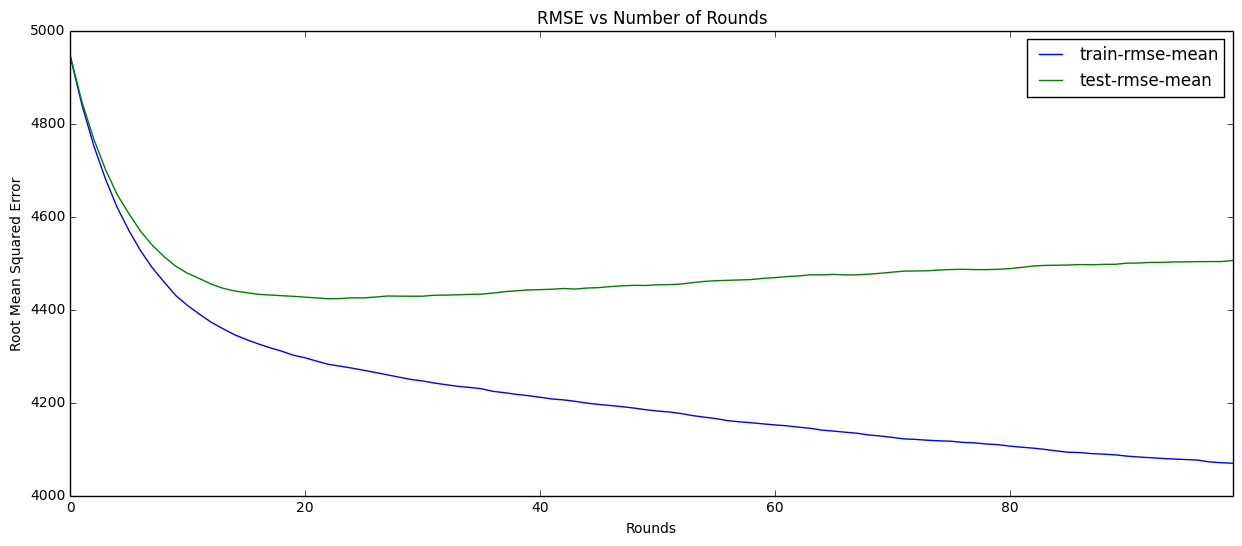 RMSE vs Number of Rounds
5000
4800
4600
4400
4200
4000
Root Mean Squared Error
train-rmse-mean
test-rmse-mean
0
20
40
60
80
Rounds